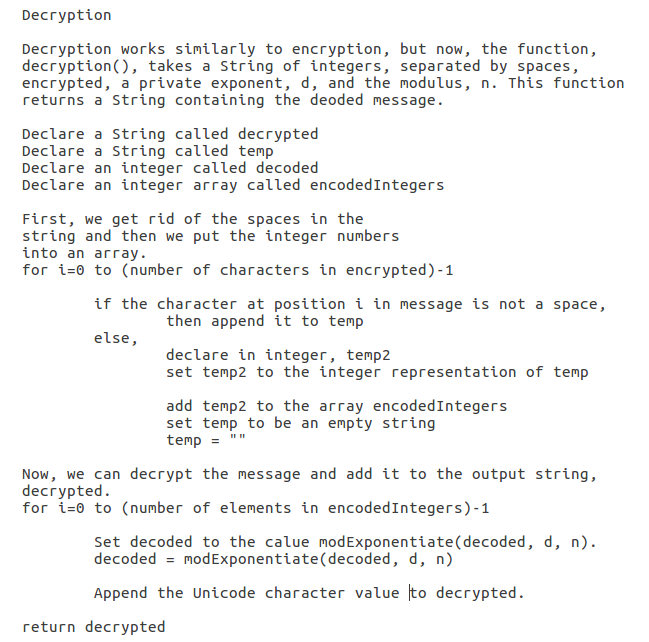 Decryption
Decryption works similarly to encryption, but now, the function,
decryption(), takes a String of integers, separated by spaces,
encrypted, a private exponent, d, and the modulus, n. This function
returns a String containing the deoded message.
Declare a String called decrypted
Declare a String called temp
Declare an integer called decoded
Declare an integer array called encodedIntegers
First, we get rid of the spaces in the
string and then we put the integer numbers
into an array.
for i=0 to (number of characters in encrypted)-1
if the character at position i in message is not a space,
then append it to temp
else,
declare in integer, temp2
set temp2 to the integer representation of temp
add temp2 to the array encodedIntegers
set temp to be an empty string
temp = ""
Now, we can decrypt the message and add it to the output string,
decrypted.
for i=0 to (number of elements in encodedIntegers)-1
Set decoded to the calue modExponentiate(decoded, d, n).
decoded = modExponentiate(decoded, d, n)
Append the Unicode character value to decrypted.
return decrypted